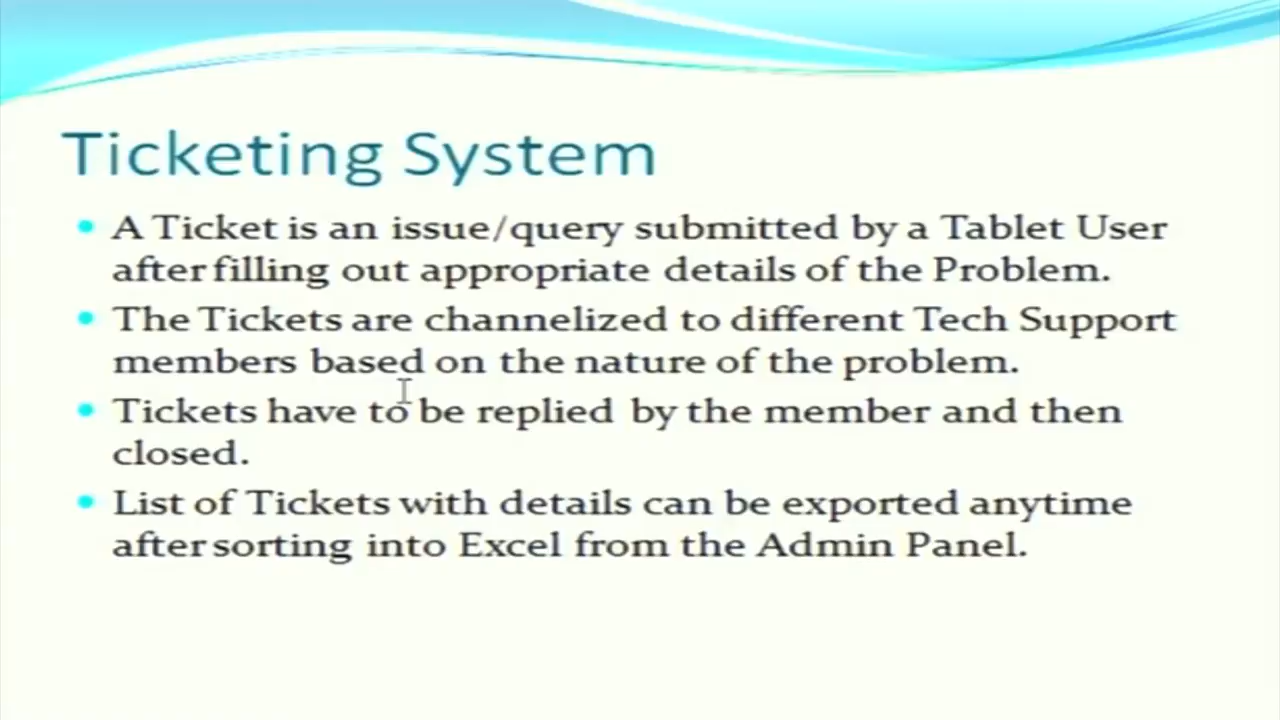 Ticketing System
A Ticket is an issue/query submitted by a Tablet User
after filling out appropriate details of the Problem.
The Tickets are channelized to different Tech Support
members based on the nature of the problem.
Tickets have to be replied by the member and then
closed.
List of Tickets with details can be exported anytime
after sorting into Excel from the Admin Panel.